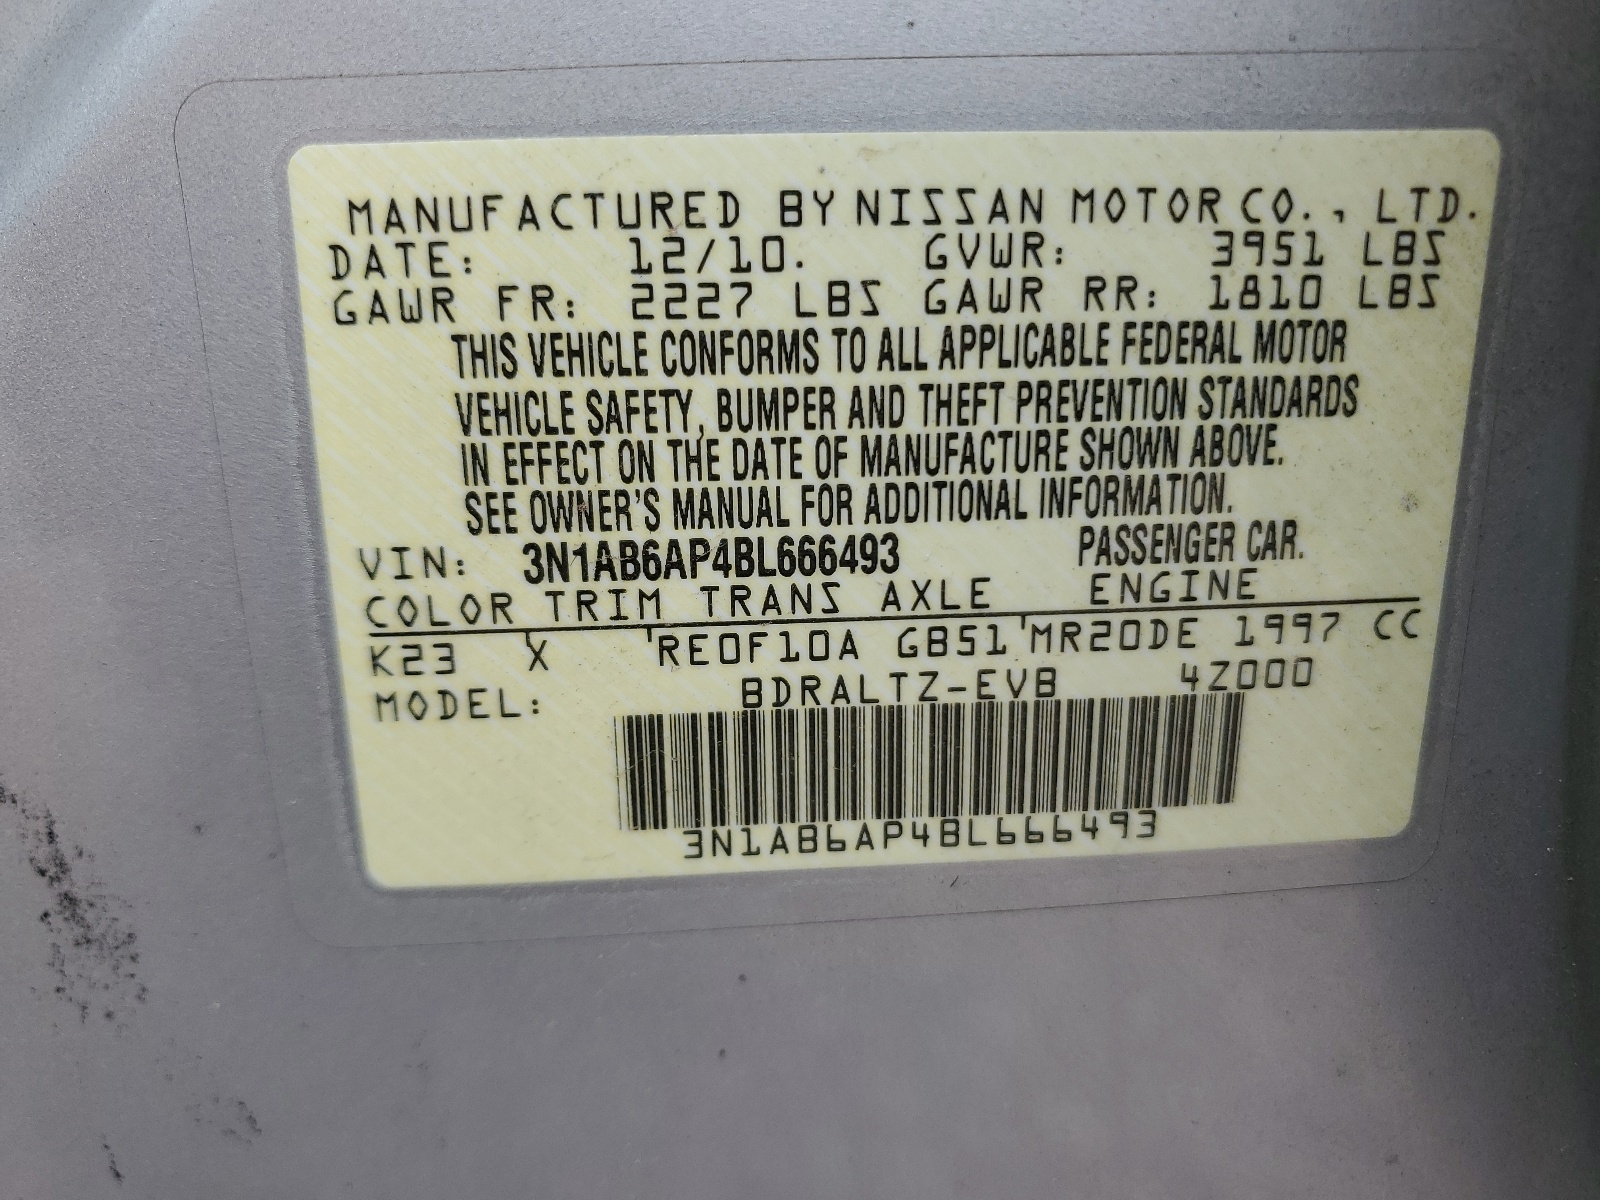 MANUFACTURED BY NISSAN MOTOR CO., LTD.
DATE: 12/10. GVWR: 3951 LBS
GAWR FR: 2227 LBS GAWR RR: 1810 LBS
THIS VEHICLE CONFORMS TO ALL APPLICABLE FEDERAL MOTOR
VEHICLE SAFETY, BUMPER AND THEFT PREVENTION STANDARDS
IN EFFECT ON THE DATE OF MANUFACTURE SHOWN ABOVE.
SEE OWNER'S MANUAL FOR ADDITIONAL INFORMATION.
VIN: 3N1AB6AP4BL666493 PASSENGER CAR.
COLOR TRIM TRANS AXLE ENGINE
K23 X RE0F10A GB51 MR20DE 1997 CC
MODEL: BDRALTZ-EVB 4Z000
3N1AB6AP4BL666493